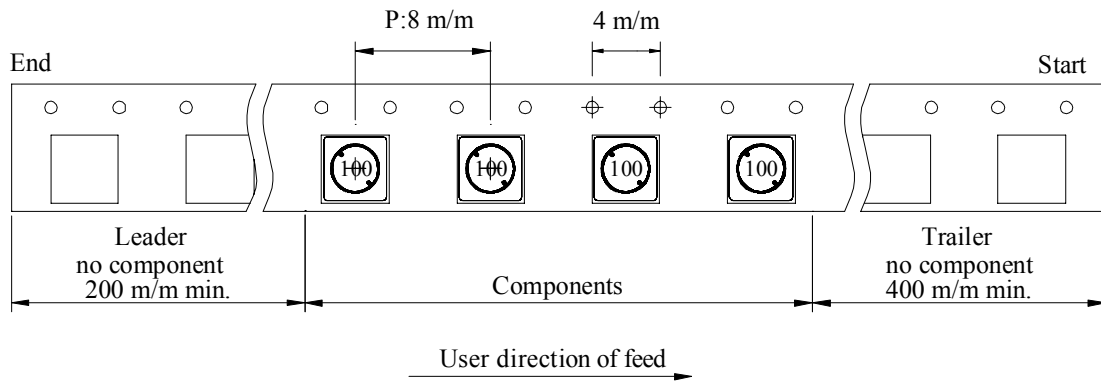 P:8 m/m
4 m/m
End
Start
100
100
100
100
Leader
no component
200 m/m min.
Components
Trailer
no component
400 m/m min.
User direction of feed